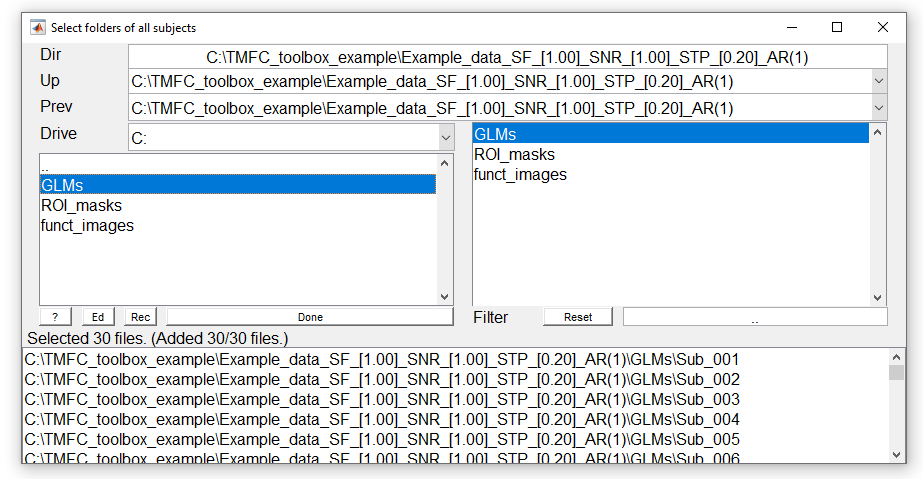 Select folders of all subjects
Dir C:\TMFC_toolbox_example\Example_data_SF_[1.00]_SNR_[1.00]_STP_[0.20]_AR(1)
Up C:\TMFC_toolbox_example\Example_data_SF_[1.00]_SNR_[1.00]_STP_[0.20]_AR(1)
Prev C:\TMFC_toolbox_example\Example_data_SF_[1.00]_SNR_[1.00]_STP_[0.20]_AR(1)
Drive C:
..
GLMs
ROI_masks
funct_images
GLMs
ROI_masks
funct_images
? Ed Rec Done
Filter Reset ..
Selected 30 files. (Added 30/30 files.)
C:\TMFC_toolbox_example\Example_data_SF_[1.00]_SNR_[1.00]_STP_[0.20]_AR(1)\GLMs\Sub_001
C:\TMFC_toolbox_example\Example_data_SF_[1.00]_SNR_[1.00]_STP_[0.20]_AR(1)\GLMs\Sub_002
C:\TMFC_toolbox_example\Example_data_SF_[1.00]_SNR_[1.00]_STP_[0.20]_AR(1)\GLMs\Sub_003
C:\TMFC_toolbox_example\Example_data_SF_[1.00]_SNR_[1.00]_STP_[0.20]_AR(1)\GLMs\Sub_004
C:\TMFC_toolbox_example\Example_data_SF_[1.00]_SNR_[1.00]_STP_[0.20]_AR(1)\GLMs\Sub_005
C:\TMFC_toolbox_example\Example_data_SF_[1.00]_SNR_[1.00]_STP_[0.20]_AR(1)\GLMs\Sub_006